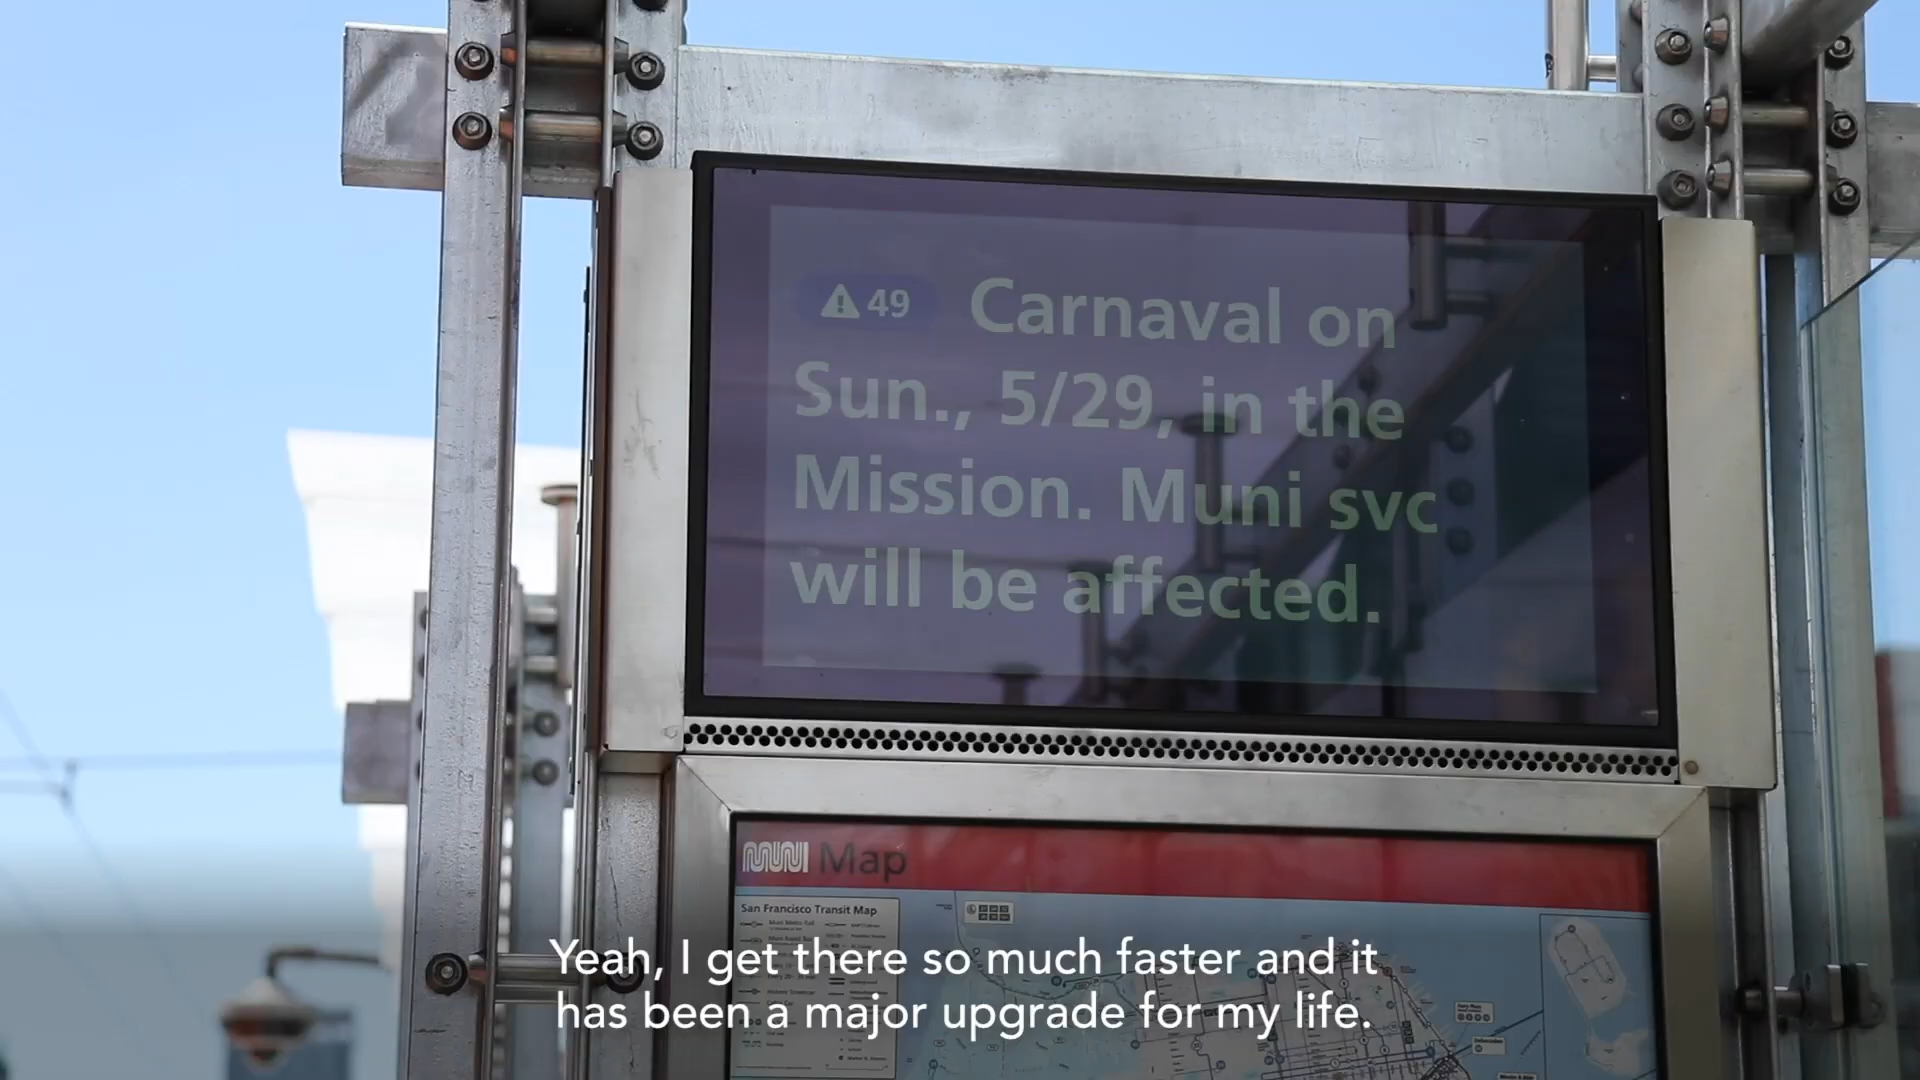 49 Carnaval on
Sun., 5/29, in the
Mission. Muni svc
will be affected.
MUNI Map
San Francisco Transit Map
Yeah, I get there so much faster and it
has been a major upgrade for my life.